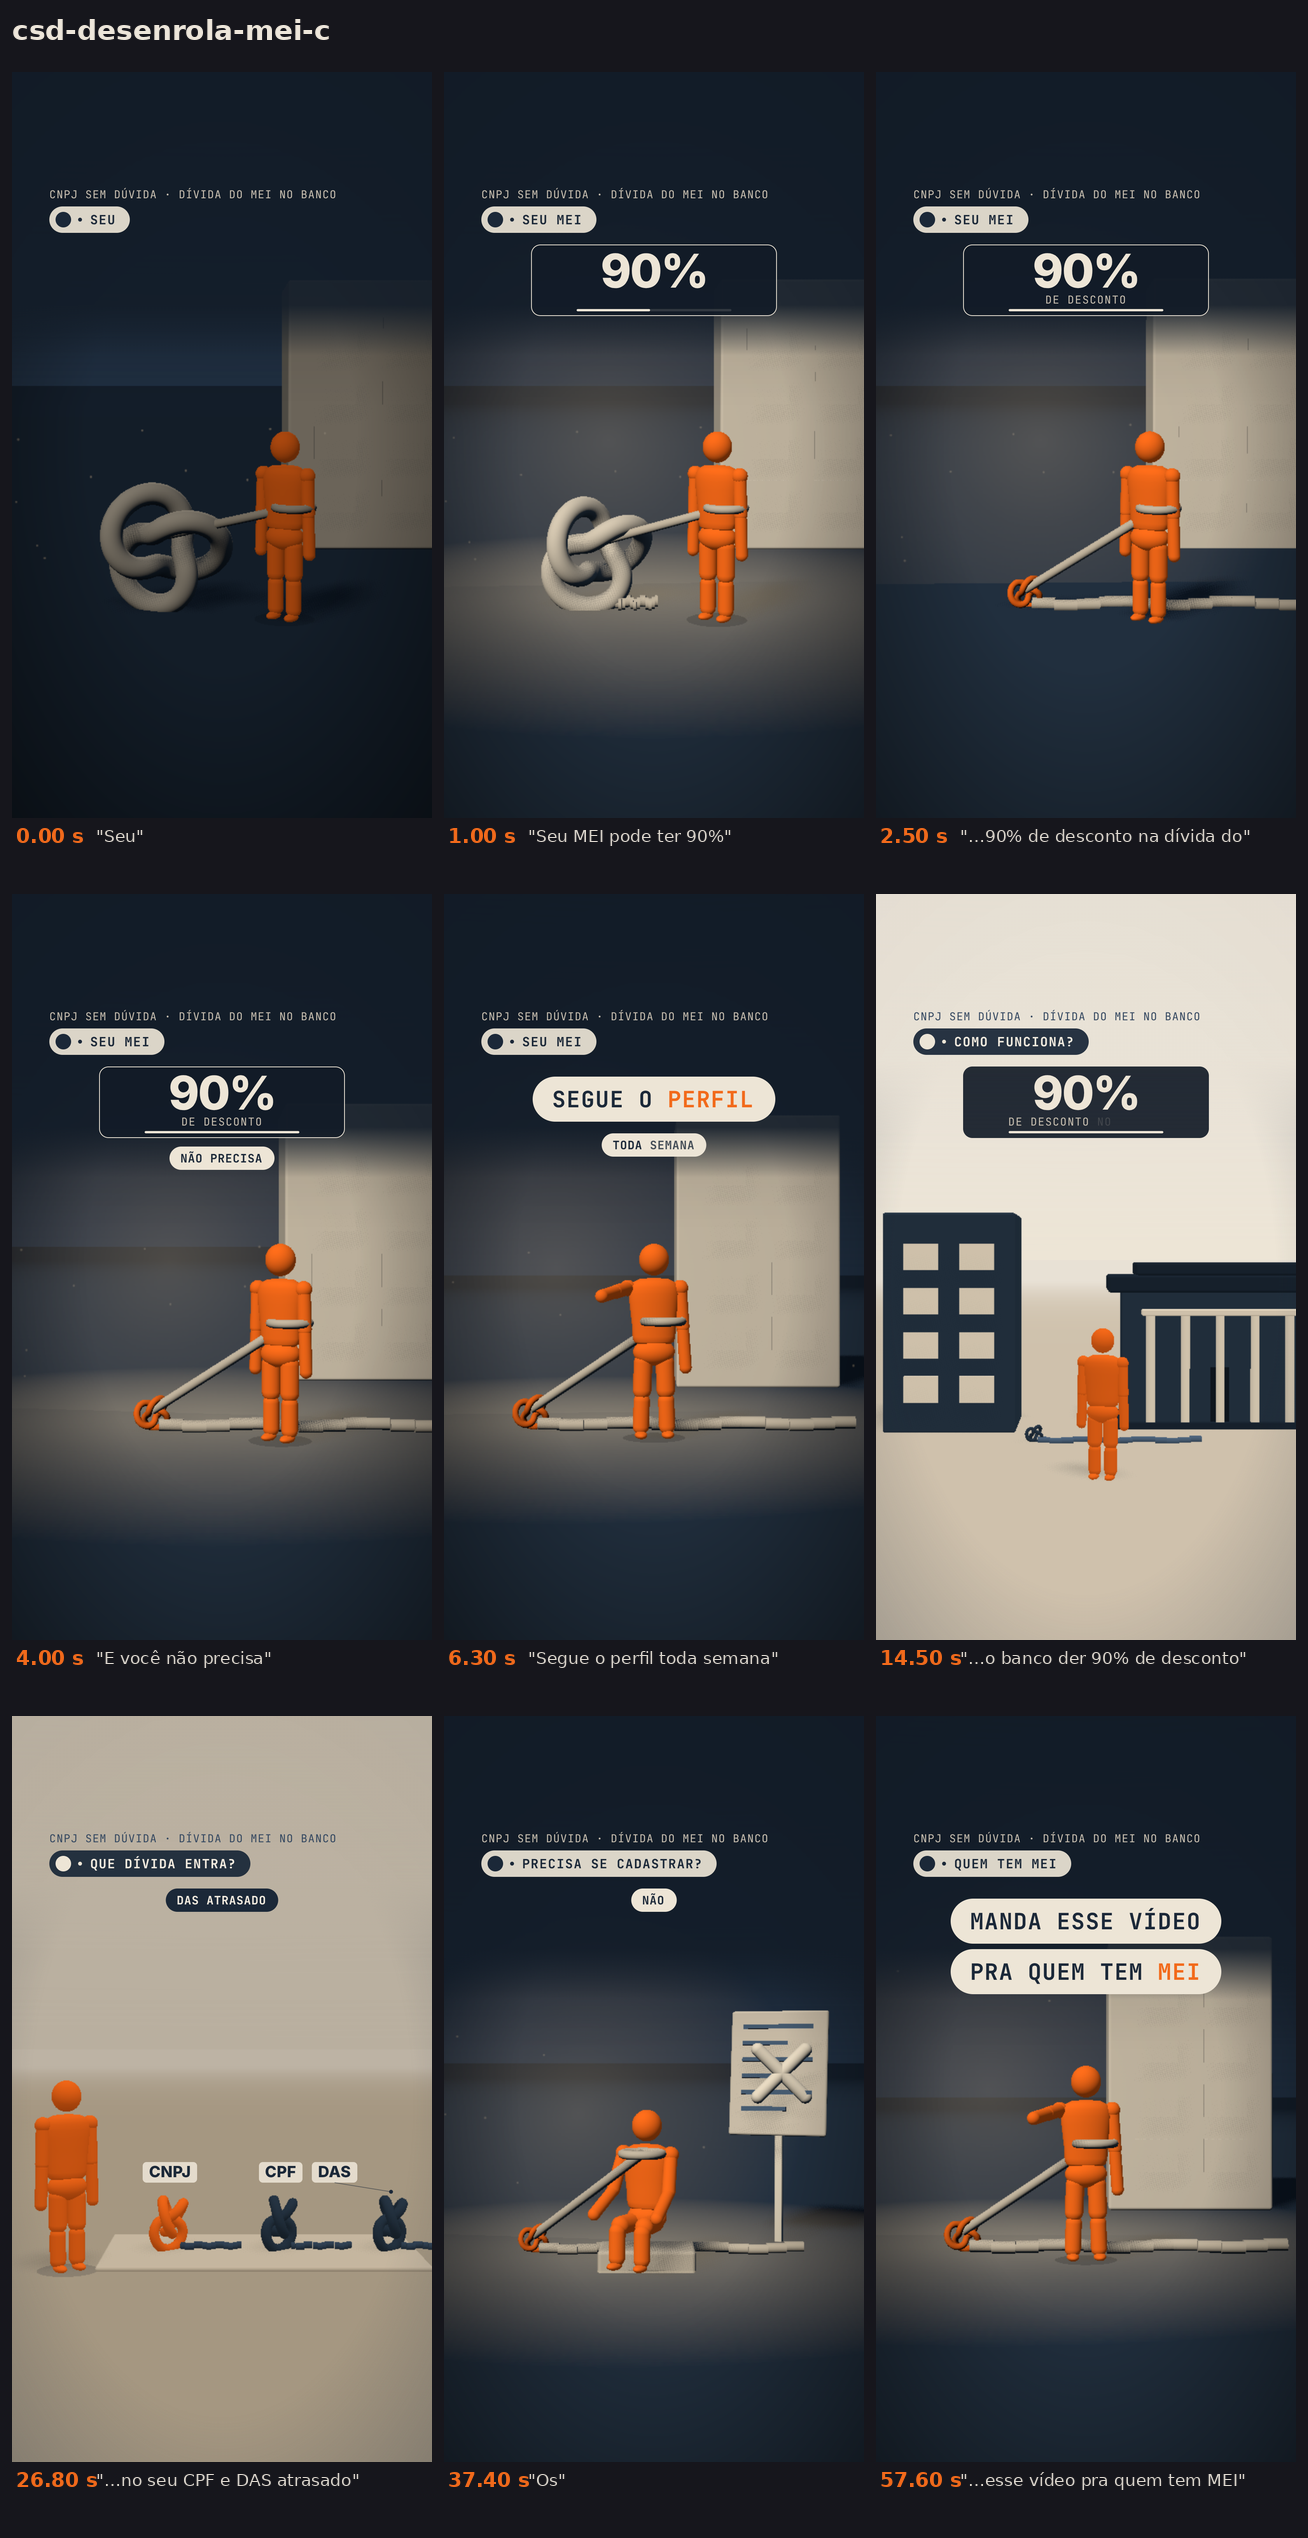 csd-desenrola-mei-c
CNPJ SEM DÚVIDA · DÍVIDA DO MEI NO BANCO
• SEU
0.00 s "Seu"
CNPJ SEM DÚVIDA · DÍVIDA DO MEI NO BANCO
• SEU MEI
90%
1.00 s "Seu MEI pode ter 90%"
CNPJ SEM DÚVIDA · DÍVIDA DO MEI NO BANCO
• SEU MEI
90%
DE DESCONTO
2.50 s "...90% de desconto na dívida do"
CNPJ SEM DÚVIDA · DÍVIDA DO MEI NO BANCO
• SEU MEI
90%
DE DESCONTO
NÃO PRECISA
4.00 s "E você não precisa"
CNPJ SEM DÚVIDA · DÍVIDA DO MEI NO BANCO
• SEU MEI
SEGUE O PERFIL
TODA SEMANA
6.30 s "Segue o perfil toda semana"
CNPJ SEM DÚVIDA · DÍVIDA DO MEI NO BANCO
• COMO FUNCIONA?
90%
DE DESCONTO NO
14.50 s "...o banco der 90% de desconto"
CNPJ SEM DÚVIDA · DÍVIDA DO MEI NO BANCO
• QUE DÍVIDA ENTRA?
DAS ATRASADO
CNPJ CPF DAS
26.80 s "...no seu CPF e DAS atrasado"
CNPJ SEM DÚVIDA · DÍVIDA DO MEI NO BANCO
• PRECISA SE CADASTRAR?
NÃO
37.40 s "Os"
CNPJ SEM DÚVIDA · DÍVIDA DO MEI NO BANCO
• QUEM TEM MEI
MANDA ESSE VÍDEO
PRA QUEM TEM MEI
57.60 s "...esse vídeo pra quem tem MEI"